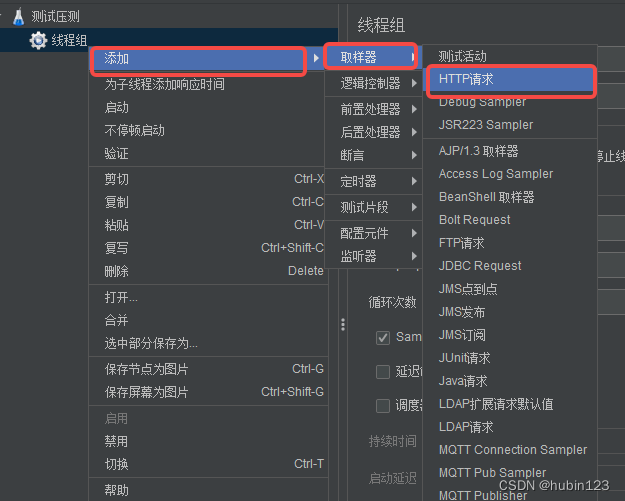 测试压测
线程组
线程组
添加
为子线程添加响应时间
启动
不停顿启动
验证
剪切 Ctrl-X
复制 Ctrl-C
粘贴 Ctrl-V
复写 Ctrl+Shift-C
删除 Delete
打开...
合并
选中部分保存为...
保存节点为图片 Ctrl-G
保存屏幕为图片 Ctrl+Shift-G
启用
禁用
切换 Ctrl-T
帮助
取样器
逻辑控制器
前置处理器
后置处理器
断言
定时器
测试片段
配置元件
监听器
测试活动
HTTP请求
Debug Sampler
JSR223 Sampler
AJP/1.3 取样器
Access Log Sampler
BeanShell 取样器
Bolt Request
FTP请求
JDBC Request
JMS点到点
JMS发布
JMS订阅
JUnit请求
Java请求
LDAP扩展请求默认值
LDAP请求
MQTT Connection Sampler
MQTT Pub Sampler
MQTT Publisher
停止线
循环次数
Sam
延迟
调度器
持续时间
启动延迟
CSDN @hubin123